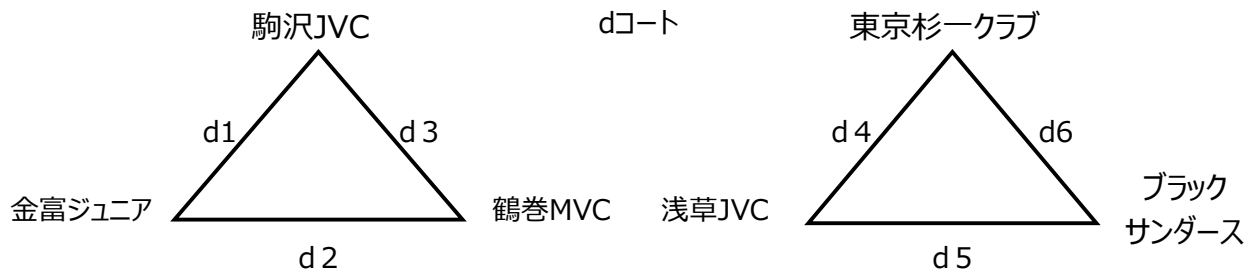 駒沢JVC
dコート
東京杉一クラブ
d1
d 3
d 4
d6
金富ジュニア
鶴巻MVC
浅草JVC
ブラック
サンダース
d 2
d 5